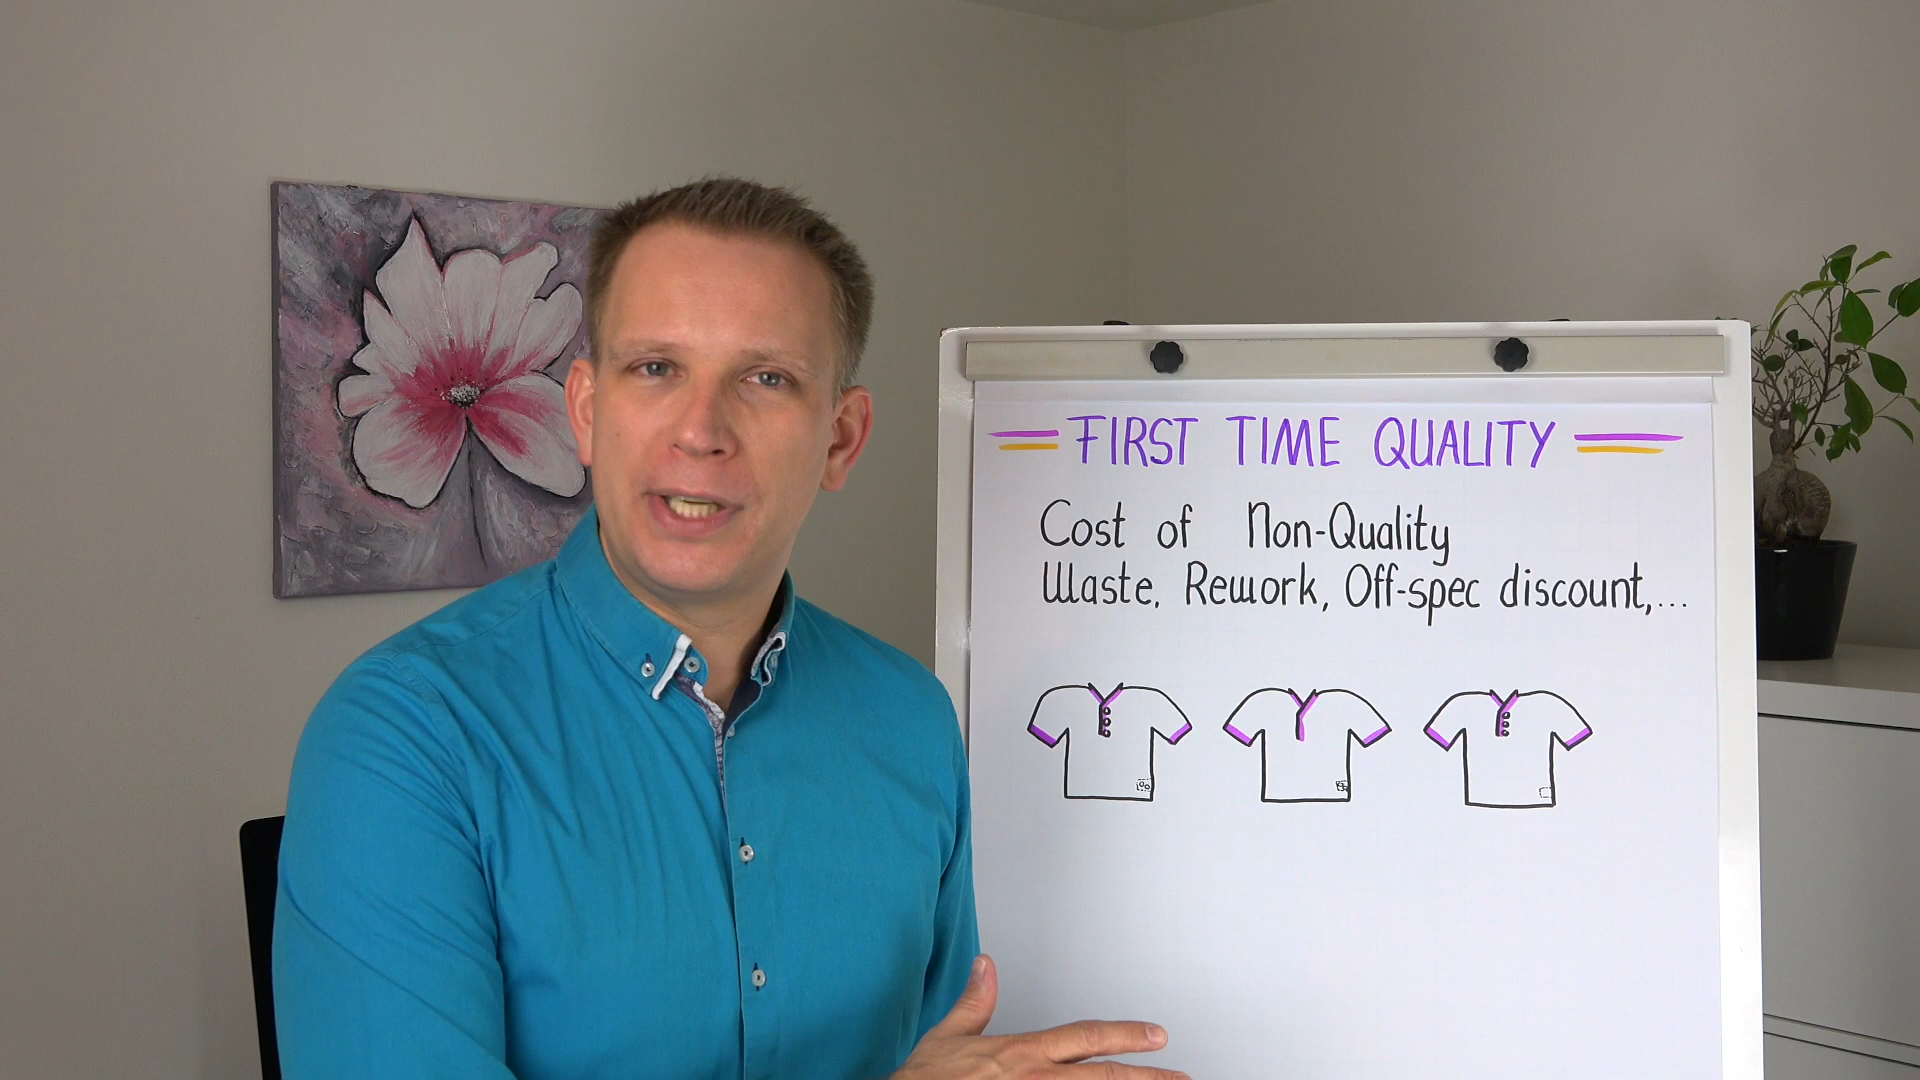 FIRST TIME QUALITY
Cost of Non-Quality
Waste, Rework, Off-spec discount,...